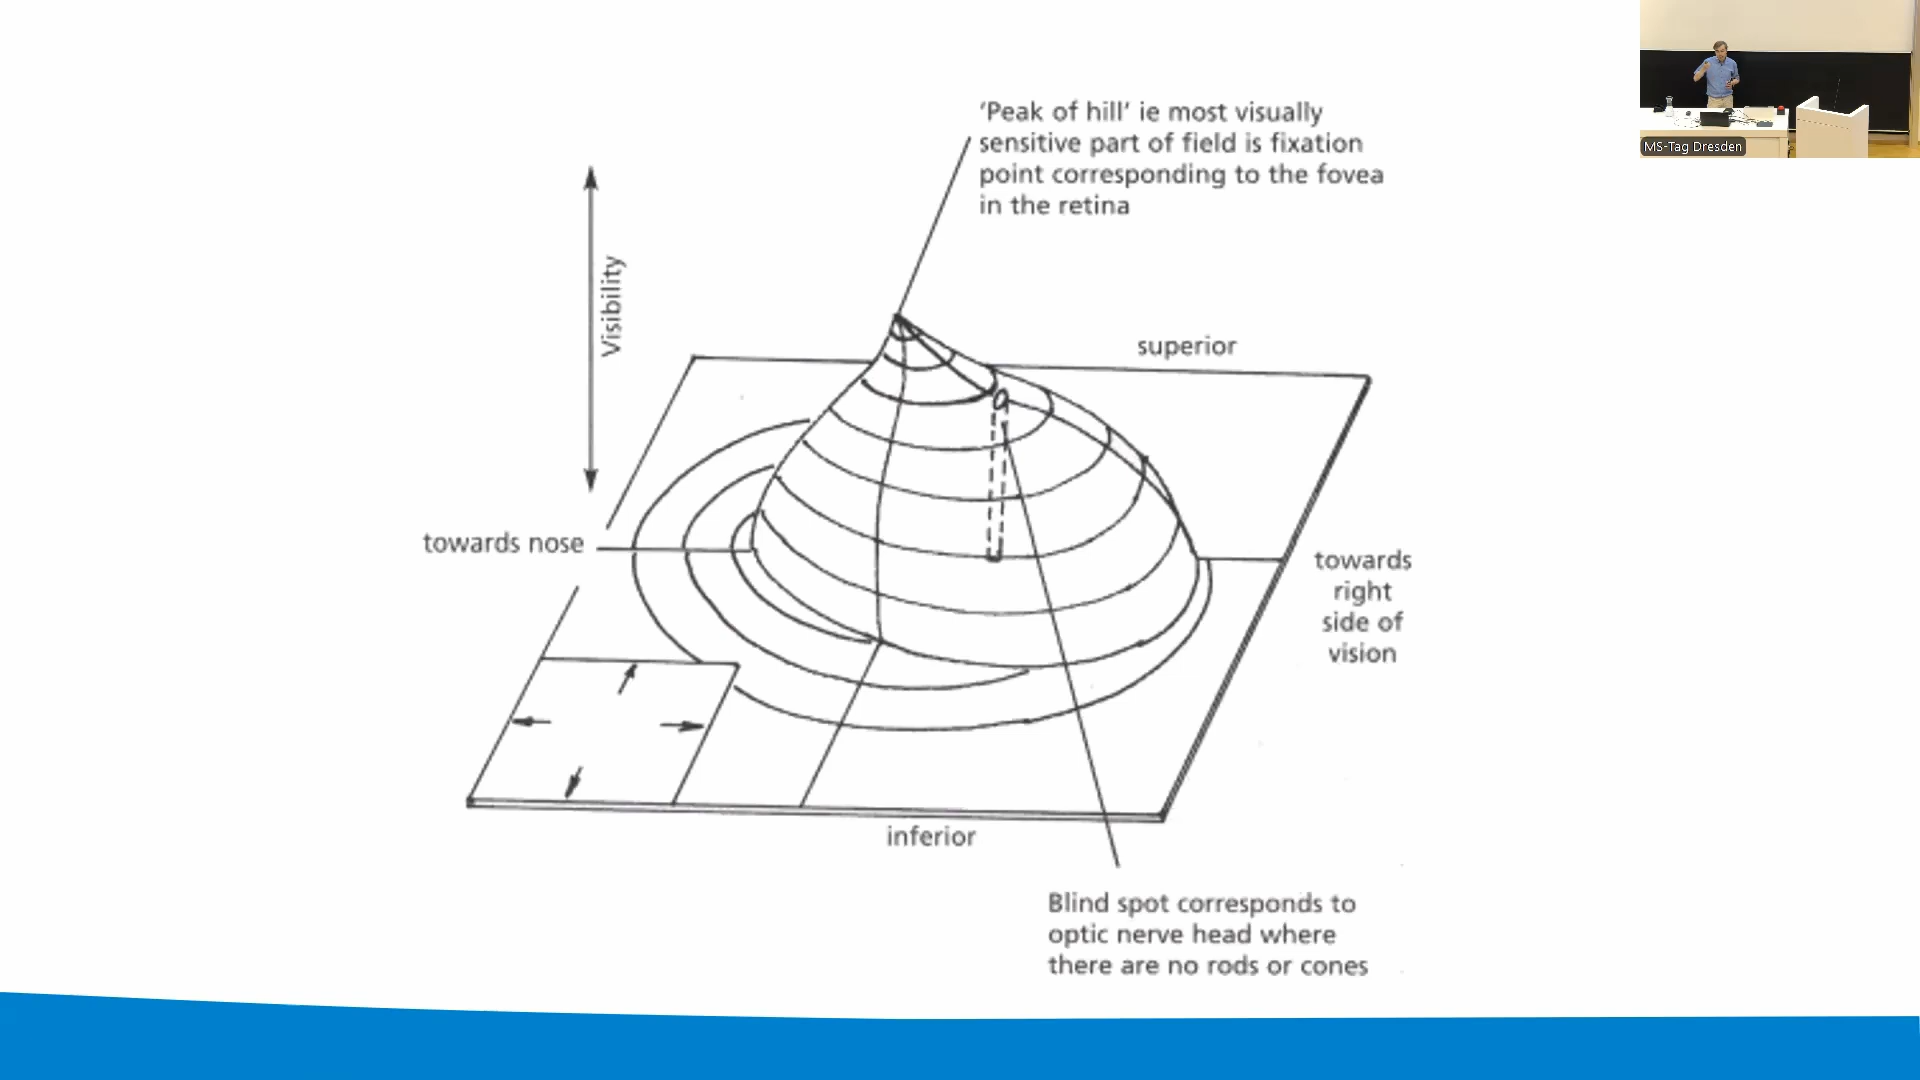 MS-Tag Dresden
'Peak of hill' ie most visually
sensitive part of field is fixation
point corresponding to the fovea
in the retina
Visibility
superior
towards nose
towards
right
side of
vision
inferior
Blind spot corresponds to
optic nerve head where
there are no rods or cones